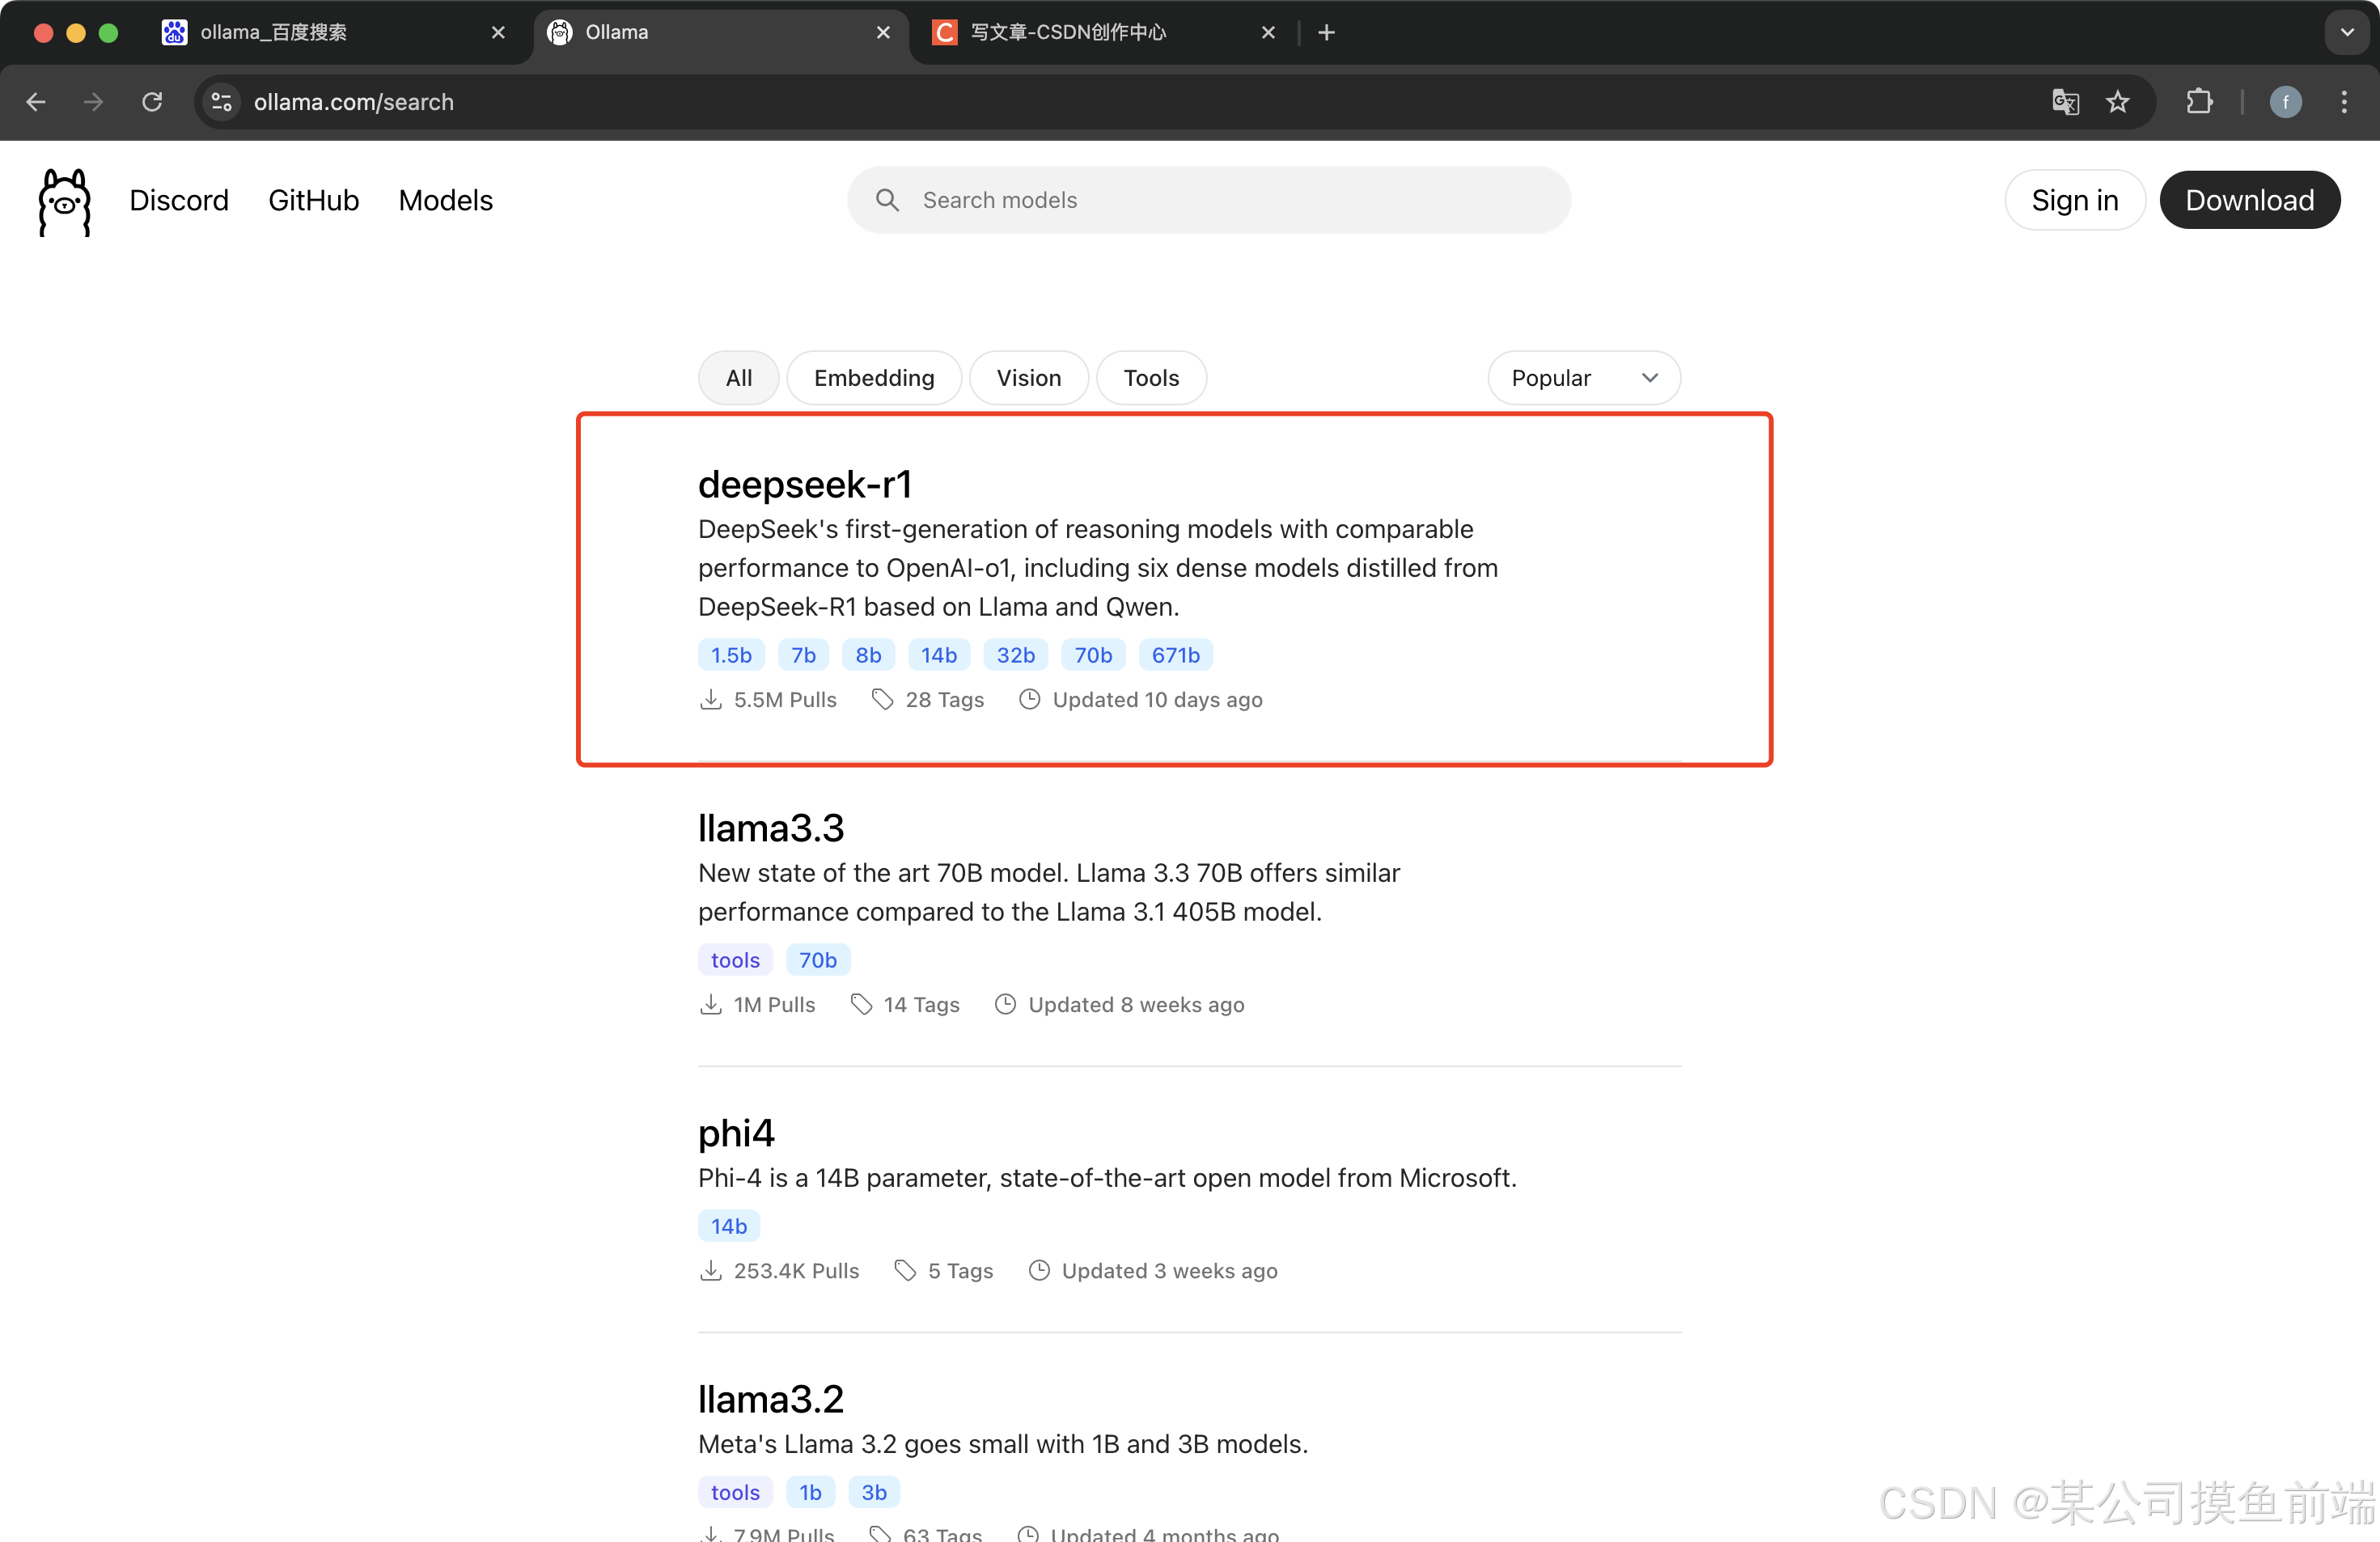 ollama_百度搜索
Ollama
写文章-CSDN创作中心
ollama.com/search
f
Discord GitHub Models
Search models
Sign in
Download
All Embedding Vision Tools
Popular
deepseek-r1
DeepSeek's first-generation of reasoning models with comparable
performance to OpenAI-o1, including six dense models distilled from
DeepSeek-R1 based on Llama and Qwen.
1.5b 7b 8b 14b 32b 70b 671b
5.5M Pulls 28 Tags Updated 10 days ago
llama3.3
New state of the art 70B model. Llama 3.3 70B offers similar
performance compared to the Llama 3.1 405B model.
tools 70b
1M Pulls 14 Tags Updated 8 weeks ago
phi4
Phi-4 is a 14B parameter, state-of-the-art open model from Microsoft.
14b
253.4K Pulls 5 Tags Updated 3 weeks ago
llama3.2
Meta's Llama 3.2 goes small with 1B and 3B models.
tools 1b 3b
7.9M Pulls 63 Tags Updated 4 months ago
CSDN @某公司摸鱼前端